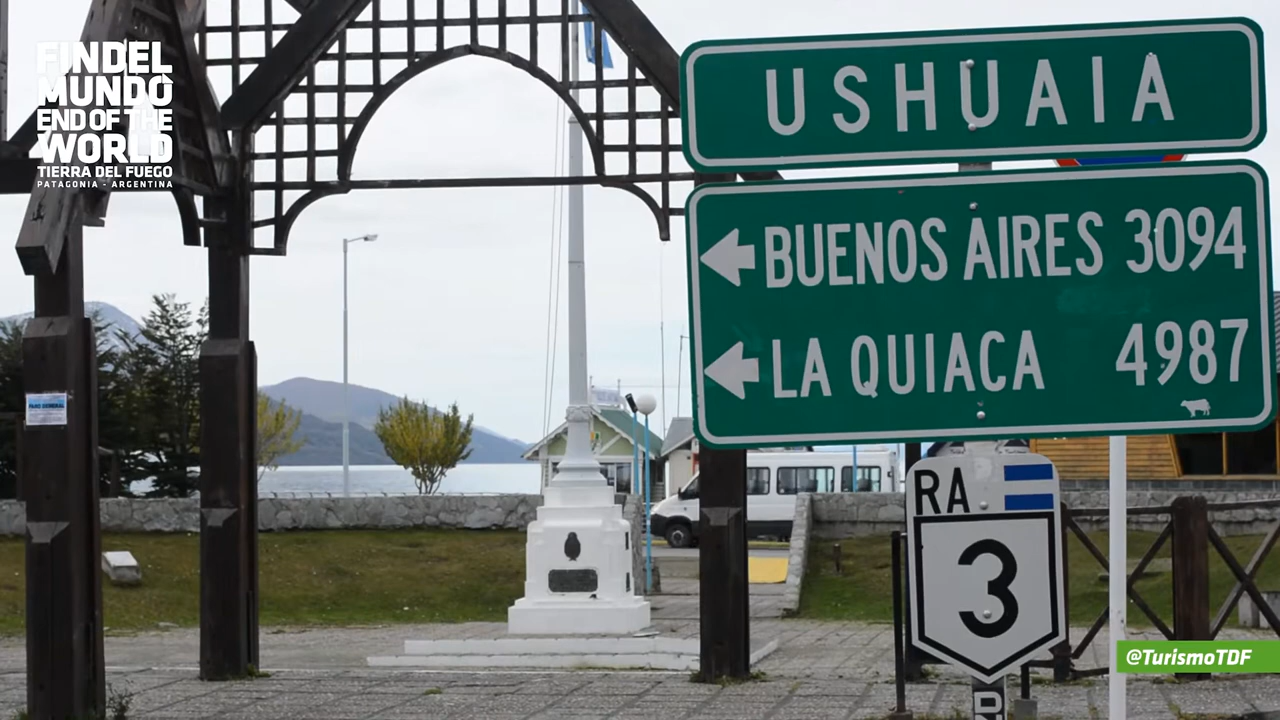 FIN DEL
MUNDO
END OF THE
WORLD
TIERRA DEL FUEGO
PATAGONIA - ARGENTINA
USHUAIA
BUENOS AIRES 3094
LA QUIACA 4987
RA
3
@TurismoTDF